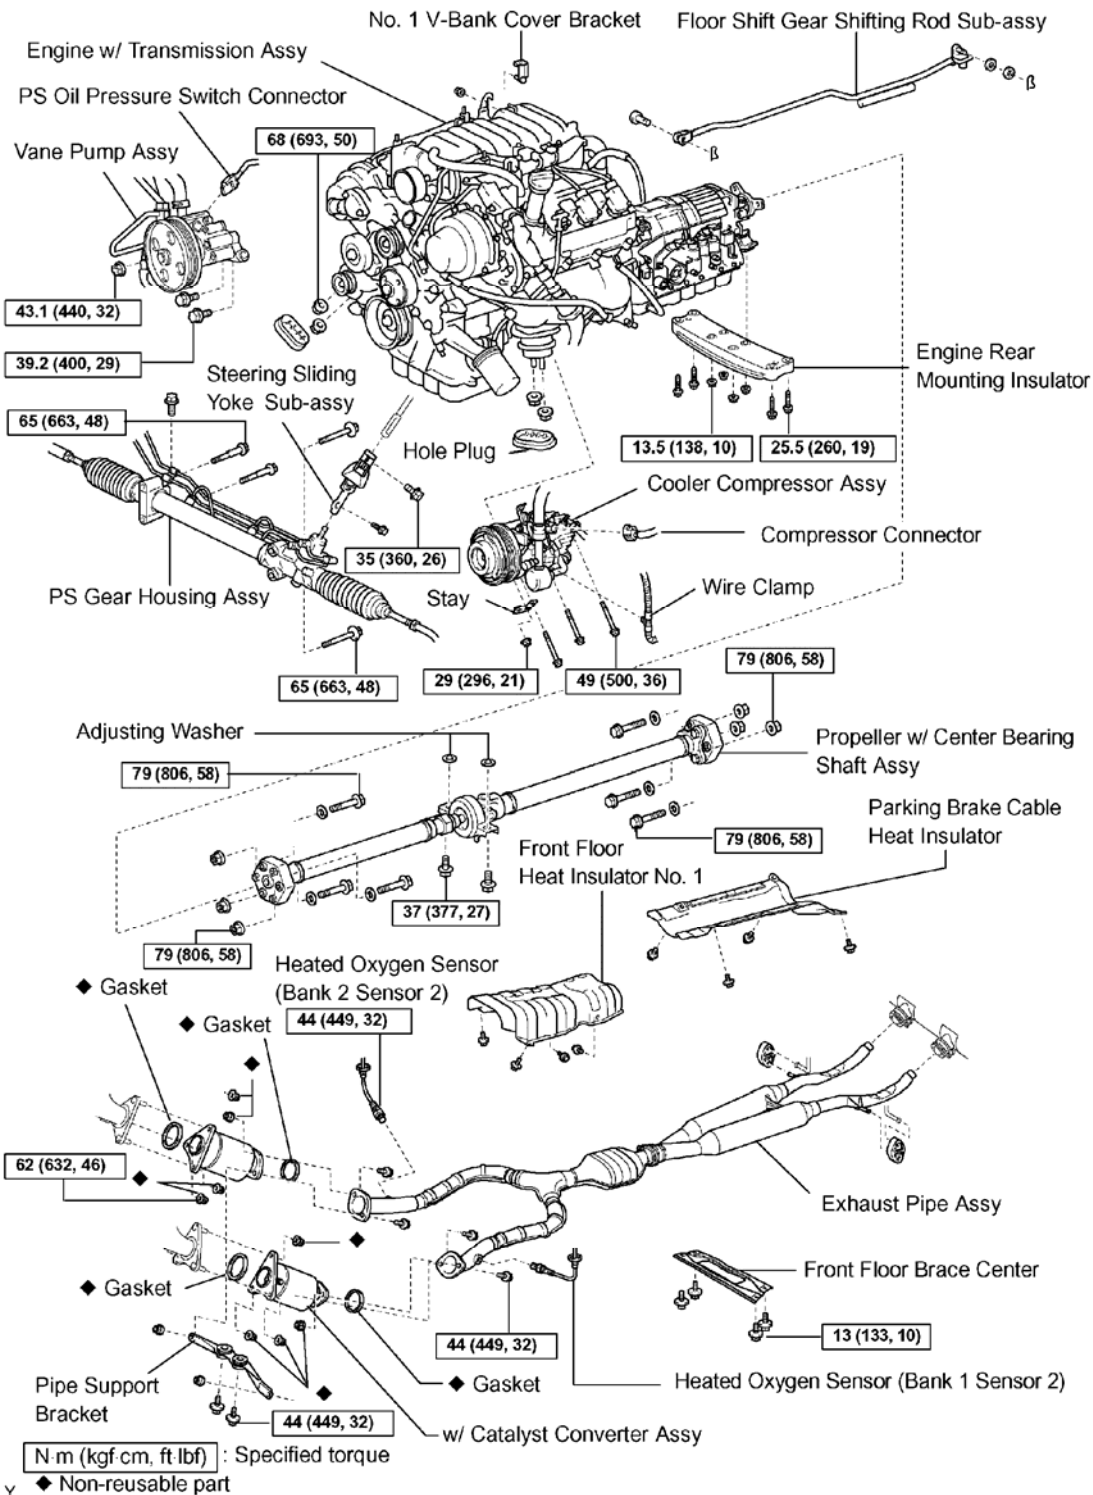 No. 1 V-Bank Cover Bracket
Floor Shift Gear Shifting Rod Sub-assy
Engine w/ Transmission Assy
PS Oil Pressure Switch Connector
68 (693, 50)
Vane Pump Assy
43.1 (440, 32)
39.2 (400, 29)
Engine Rear
Mounting Insulator
Steering Sliding
Yoke Sub-assy
65 (663, 48)
Hole Plug
13.5 (138, 10)
25.5 (260, 19)
Cooler Compressor Assy
Compressor Connector
35 (360, 26)
PS Gear Housing Assy
Stay
Wire Clamp
65 (663, 48)
29 (296, 21)
49 (500, 36)
79 (806, 58)
Adjusting Washer
Propeller w/ Center Bearing
Shaft Assy
79 (806, 58)
Parking Brake Cable
Heat Insulator
79 (806, 58)
Front Floor
Heat Insulator No. 1
37 (377, 27)
79 (806, 58)
Heated Oxygen Sensor
(Bank 2 Sensor 2)
◆ Gasket
◆ Gasket
44 (449, 32)
◆
62 (632, 46)
◆
Exhaust Pipe Assy
◆
◆ Gasket
Front Floor Brace Center
44 (449, 32)
13 (133, 10)
Pipe Support
Bracket
◆
◆ Gasket
Heated Oxygen Sensor (Bank 1 Sensor 2)
44 (449, 32)
w/ Catalyst Converter Assy
N·m (kgf·cm, ft·lbf) : Specified torque
◆ Non-reusable part
Y